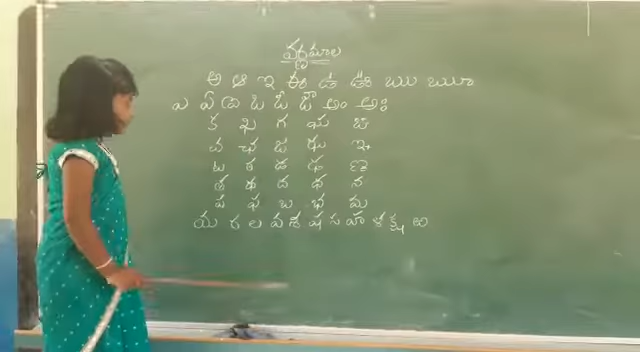 వర్ణమాల
అ ఆ ఇ ఈ ఉ ఊ ఋ ౠ
ఎ ఏ ఐ ఒ ఓ ఔ అం అః
క ఖ గ ఘ ఙ
చ ఛ జ ఝ ఞ
ట ఠ డ ఢ ణ
త థ ద ధ న
ప ఫ బ భ మ
య ర ల వ శ ష స హ ళ క్ష ఱ